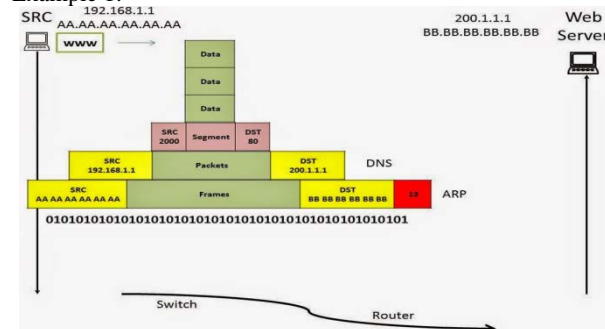 Example 1:
SRC
192.168.1.1
AA.AA.AA.AA.AA.AA
www
200.1.1.1
BB.BB.BB.BB.BB.BB
Web
Server
Data
Data
Data
SRC
2000
Segment
DST
80
SRC
192.168.1.1
Packets
DST
200.1.1.1
DNS
SRC
AA AA AA AA AA AA
Frames
DST
BB BB BB BB BB BB
ARP
Switch
Router